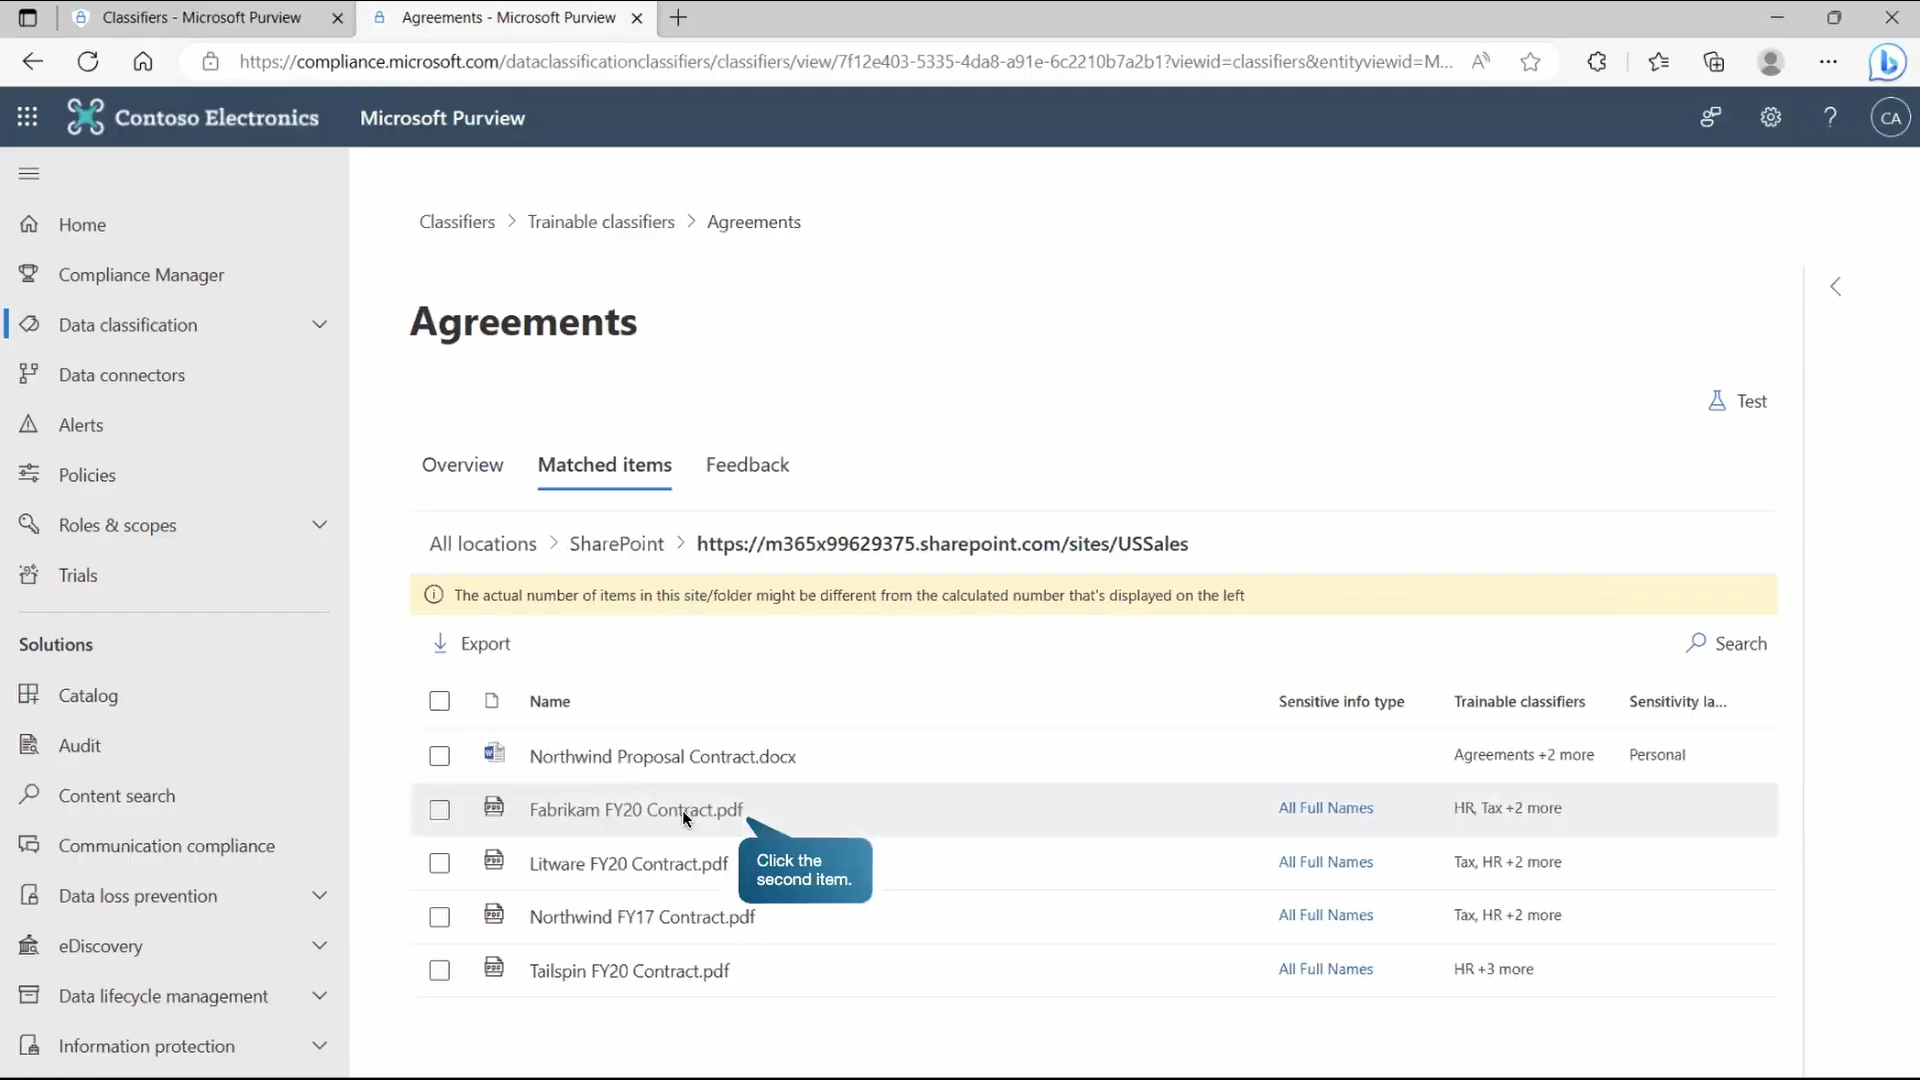 Classifiers - Microsoft Purview
Agreements - Microsoft Purview
https://compliance.microsoft.com/dataclassificationclassifiers/classifiers/view/7f12e403-5335-4da8-a91e-6c2210b7a2b1?viewid=classifiers&entityviewid=M...
Contoso Electronics
Microsoft Purview
CA
Home
Compliance Manager
Data classification
Data connectors
Alerts
Policies
Roles & scopes
Trials
Solutions
Catalog
Audit
Content search
Communication compliance
Data loss prevention
eDiscovery
Data lifecycle management
Information protection
Classifiers > Trainable classifiers > Agreements
Agreements
Test
Overview Matched items Feedback
All locations > SharePoint > https://m365x99629375.sharepoint.com/sites/USSales
The actual number of items in this site/folder might be different from the calculated number that's displayed on the left
Export Search
Name Sensitive info type Trainable classifiers Sensitivity la...
Northwind Proposal Contract.docx Agreements +2 more Personal
Fabrikam FY20 Contract.pdf All Full Names HR, Tax +2 more
Click the
second item.
Litware FY20 Contract.pdf All Full Names Tax, HR +2 more
Northwind FY17 Contract.pdf All Full Names Tax, HR +2 more
Tailspin FY20 Contract.pdf All Full Names HR +3 more